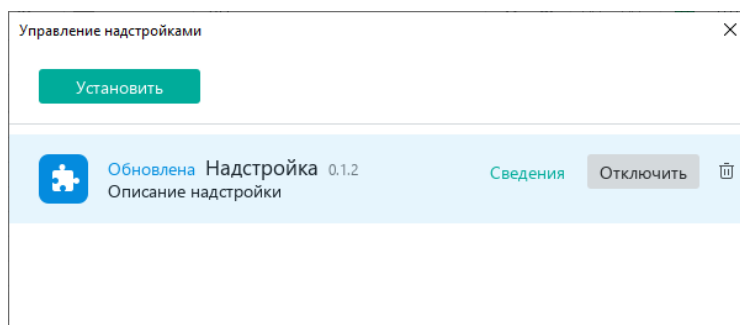 Управление надстройками
Установить
Обновлена Надстройка 0.1.2 Сведения Отключить
Описание надстройки